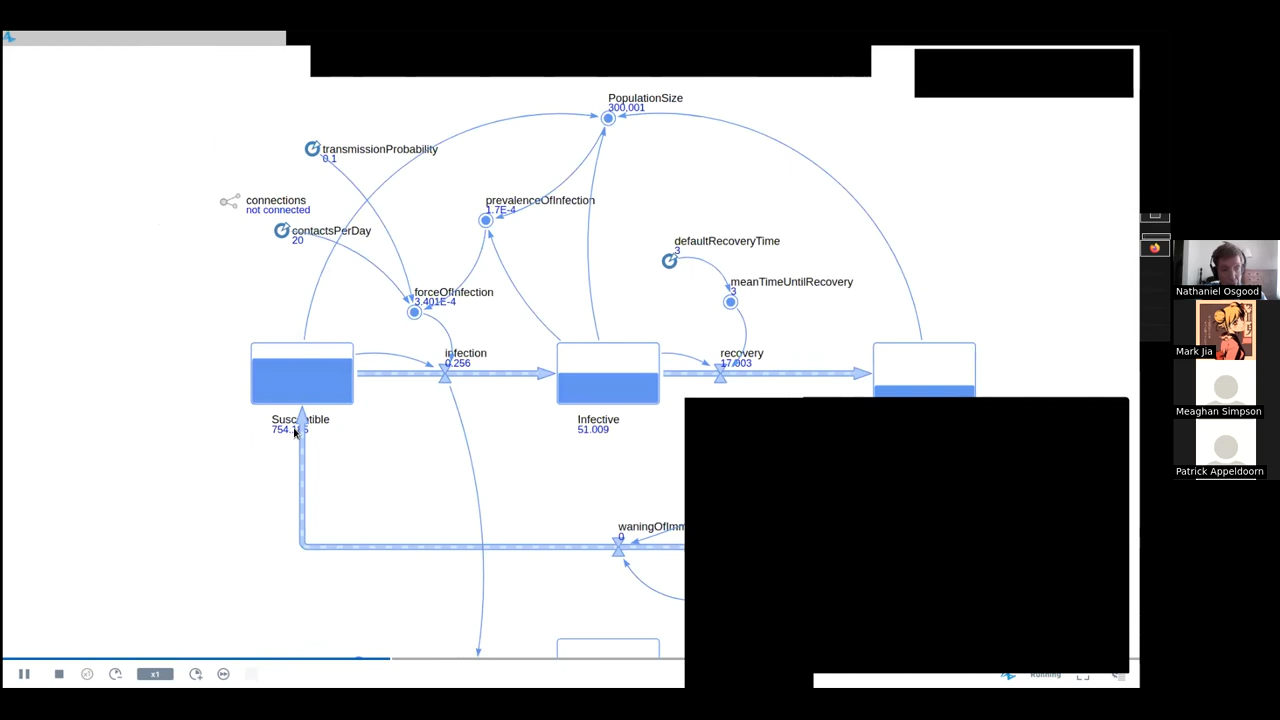 PopulationSize
300,001
transmissionProbability
0.1
connections
not connected
prevalenceOfInfection
1.7E-4
contactsPerDay
20
defaultRecoveryTime
3
meanTimeUntilRecovery
3
forceOfInfection
3.401E-4
infection
0.256
recovery
17.003
Susceptible
Infective
51.009
0
x1
Running
Nathaniel Osgood
Mark Jia
Meaghan Simpson
Patrick Appeldoorn